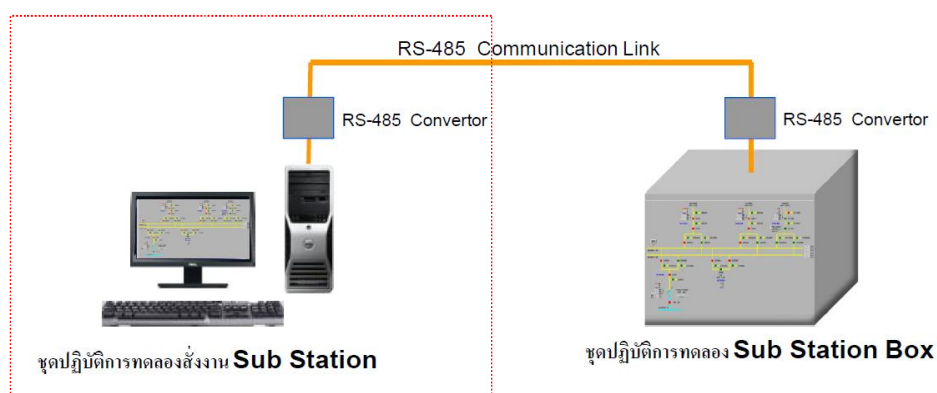 RS-485 Communication Link
RS-485 Convertor
RS-485 Convertor
ชุดปฏิบัติการทดลองสั่งงาน Sub Station
ชุดปฏิบัติการทดลอง Sub Station Box